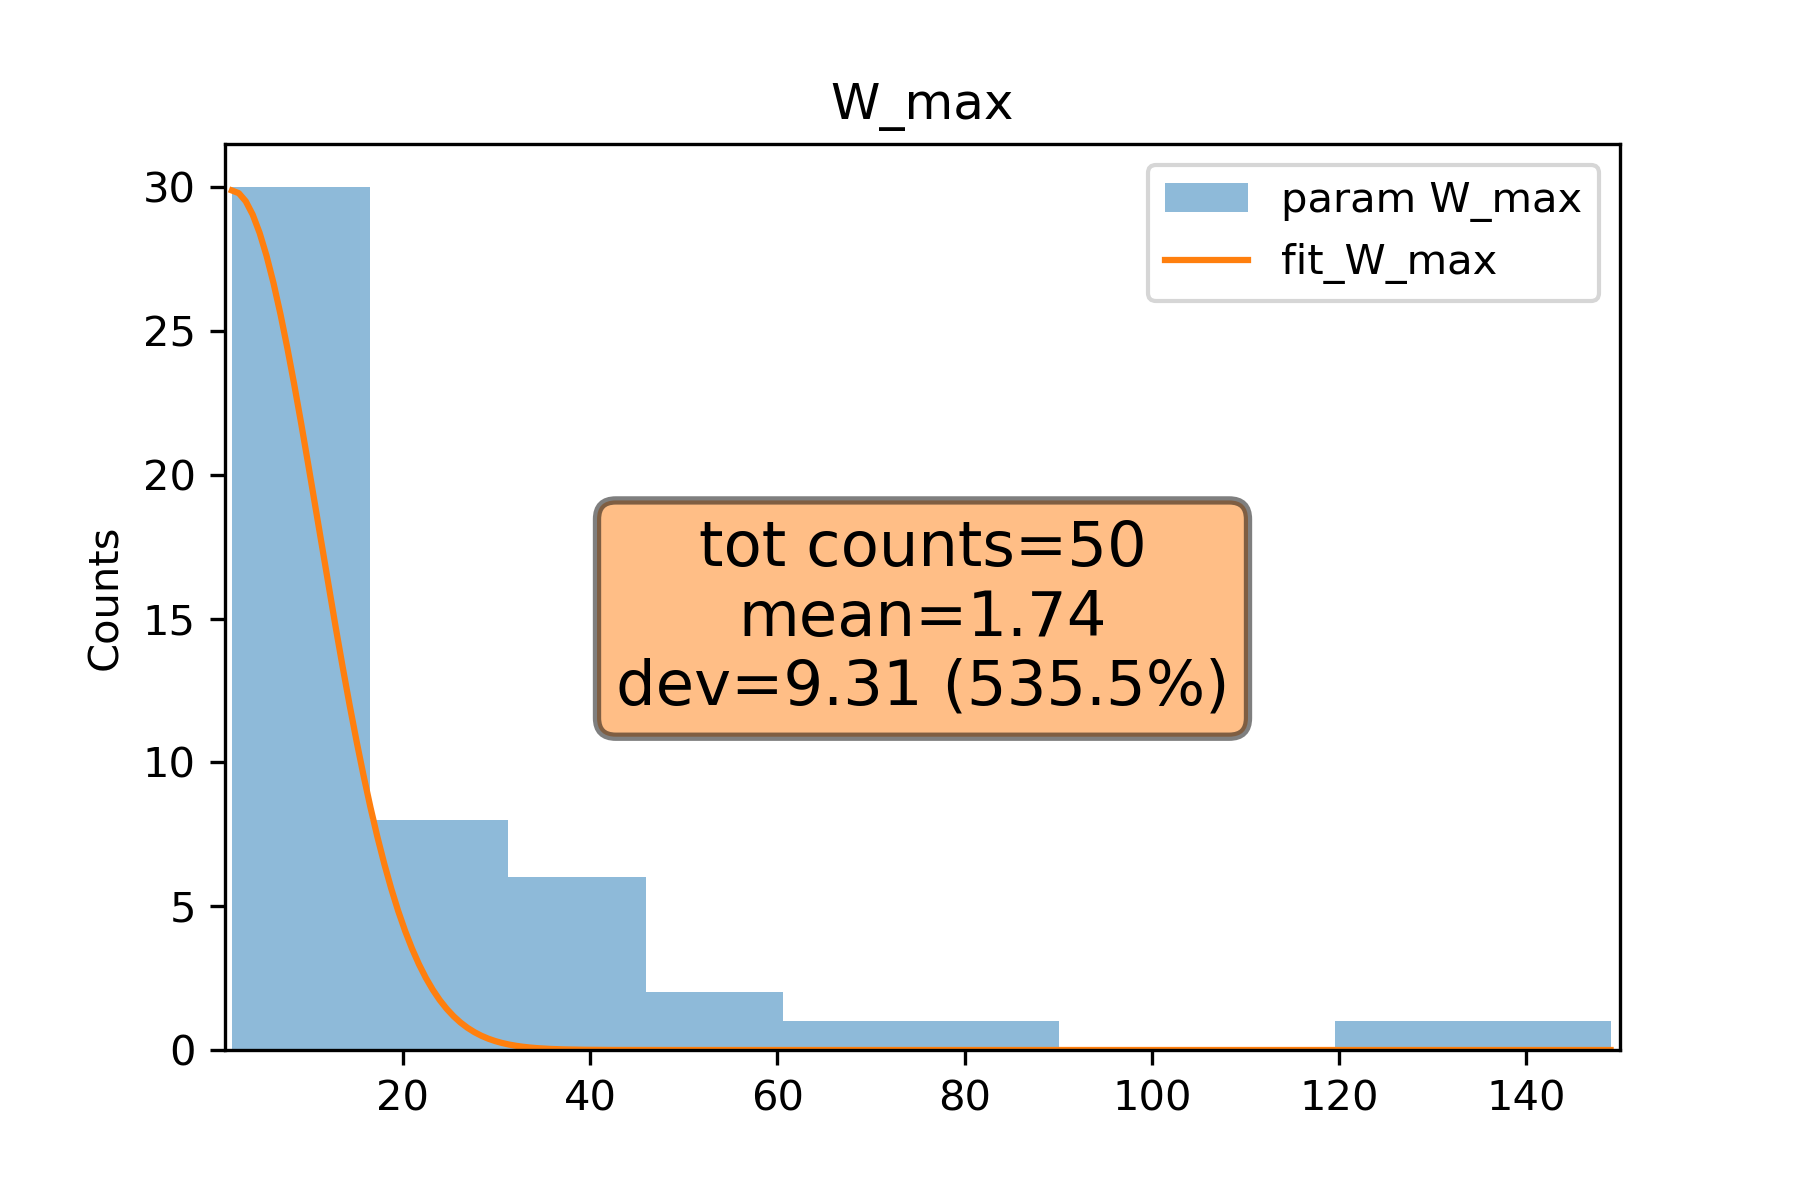 W_max
param W_max
fit_W_max
Counts
30
25
20
15
10
5
0
tot counts=50
mean=1.74
dev=9.31 (535.5%)
20 40 60 80 100 120 140